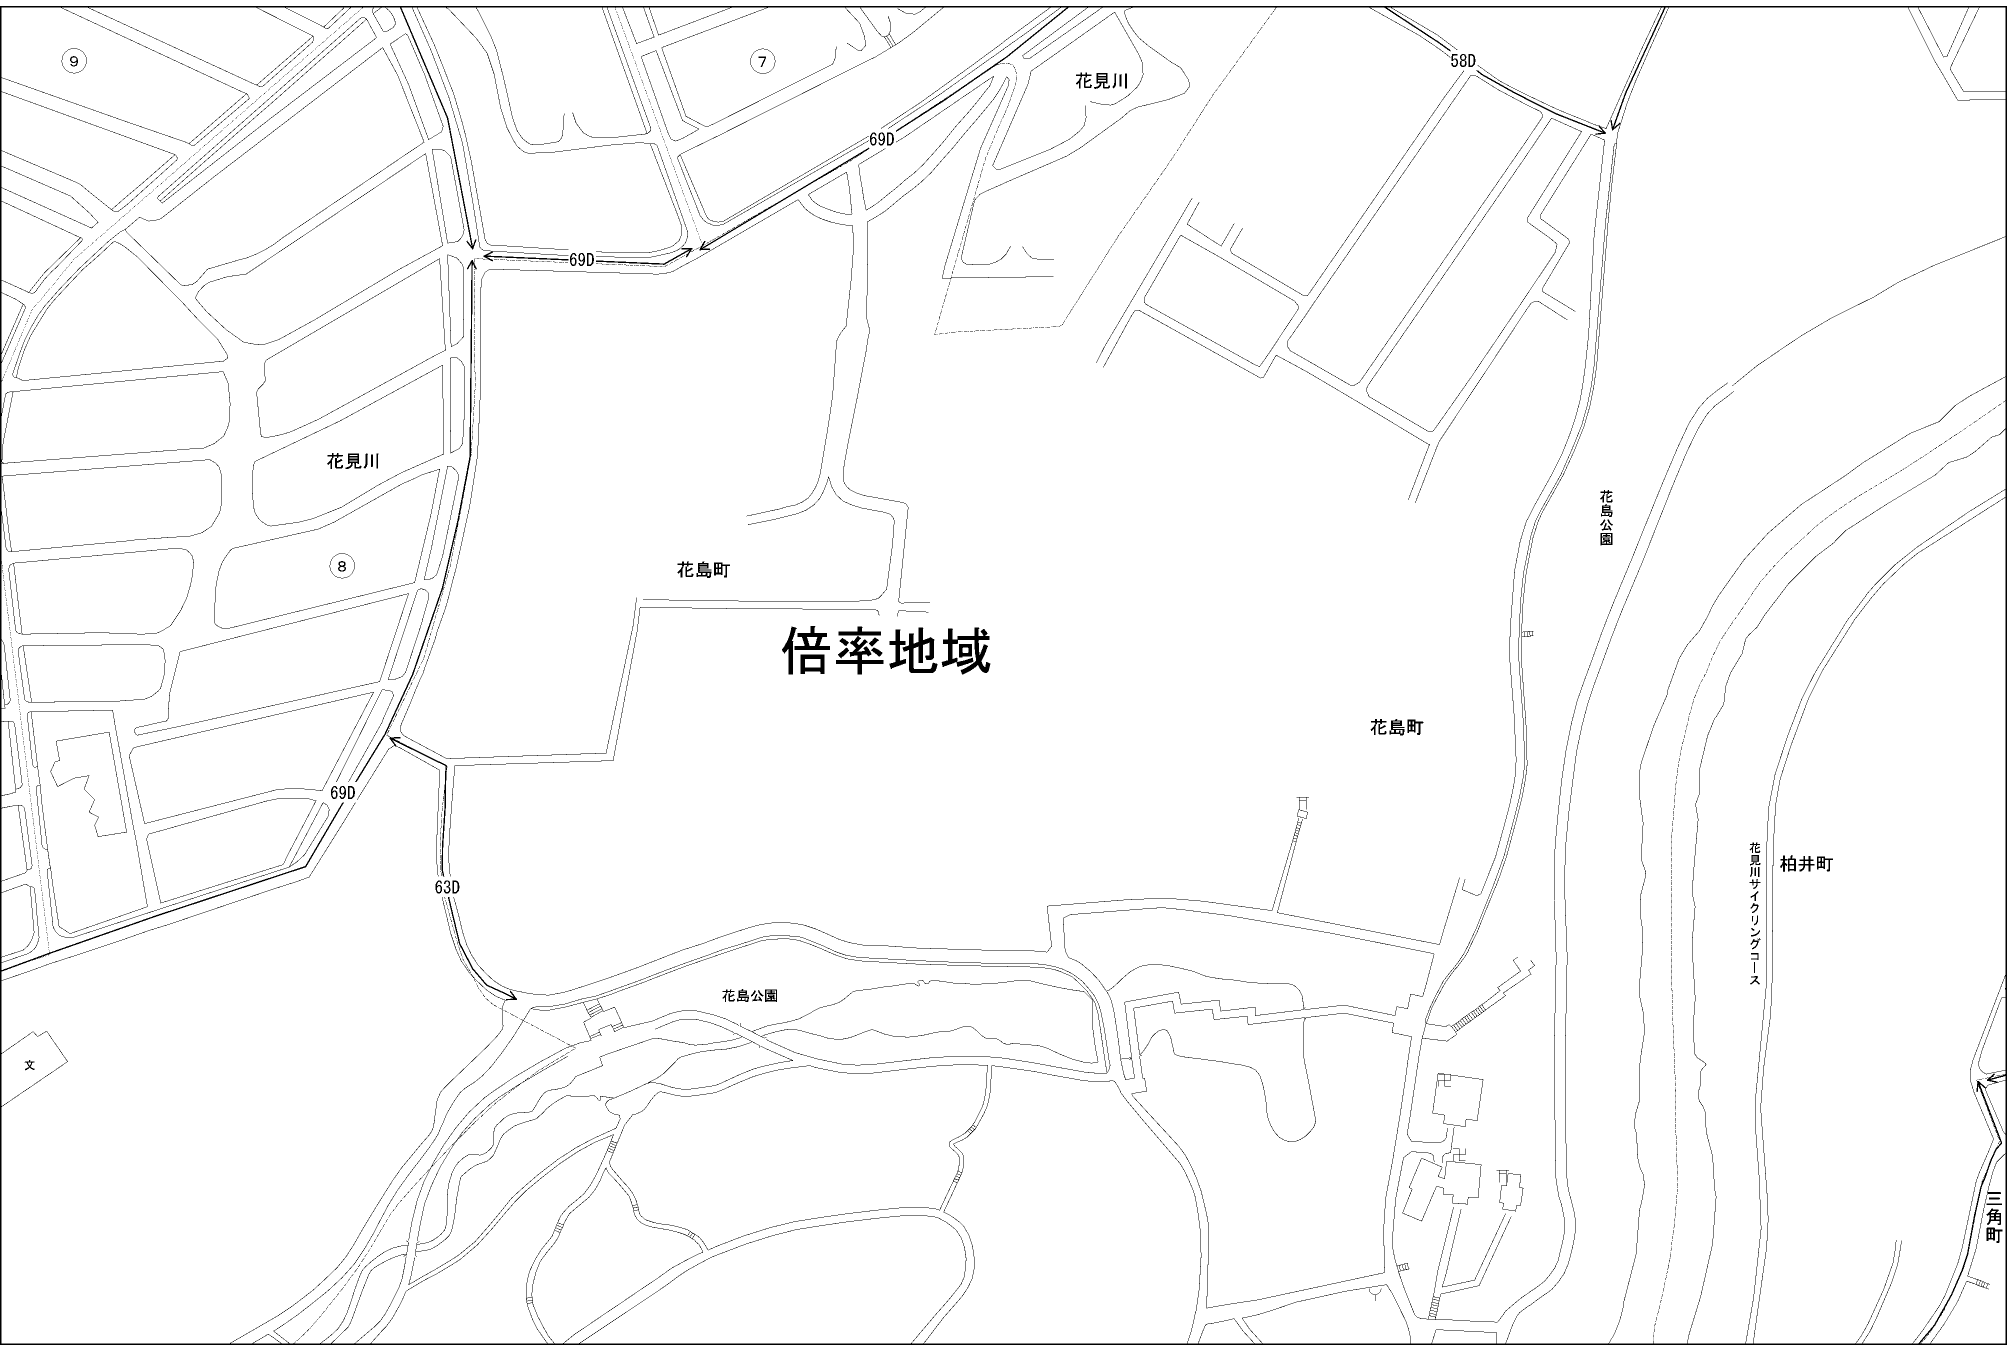 ⑨
⑦
58D
花見川
69D
69D
花見川
花島公園
⑧
花島町
倍率地域
花島町
69D
花見川サイクリングコース
柏井町
63D
花島公園
文
三角町